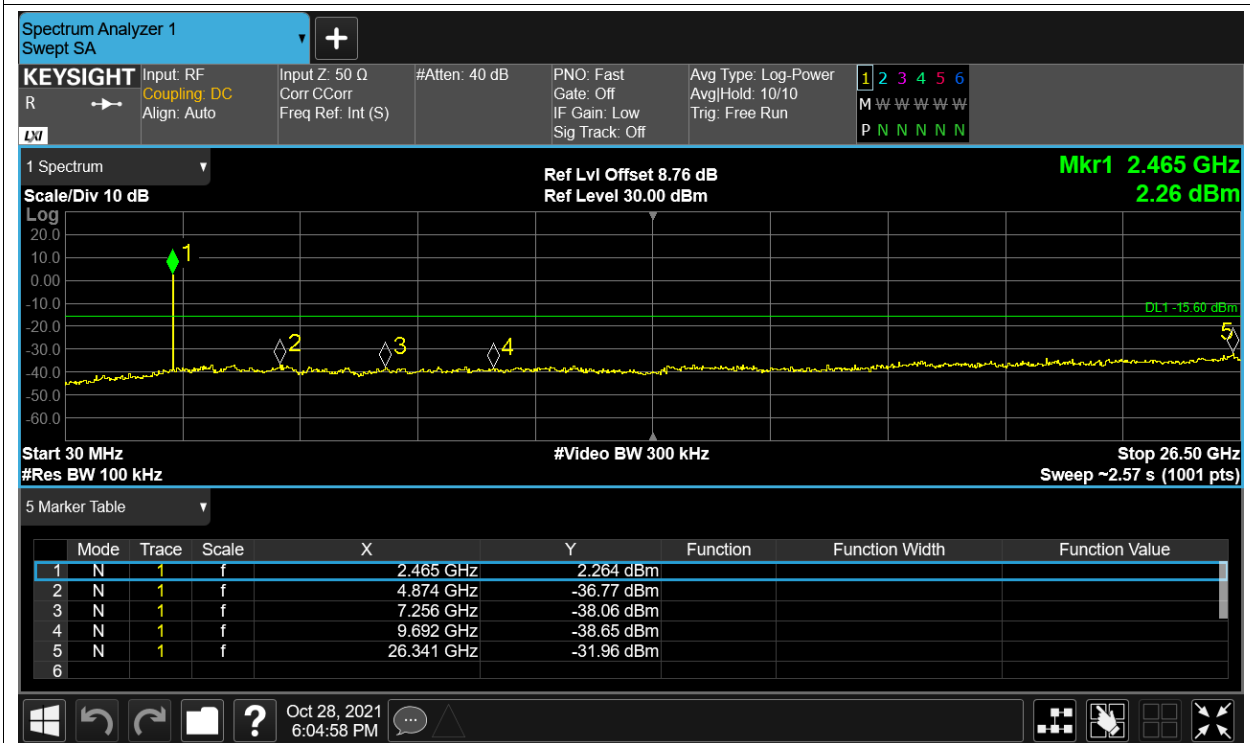 Spectrum Analyzer 1
Swept SA
+
KEYSIGHT
R
LXI
Input: RF
Coupling: DC
Align: Auto
Input Z: 50 Ω
Corr CCorr
Freq Ref: Int (S)
#Atten: 40 dB
PNO: Fast
Gate: Off
IF Gain: Low
Sig Track: Off
Avg Type: Log-Power
Avg|Hold: 10/10
Trig: Free Run
1 2 3 4 5 6
M W W W W W
P N N N N N
1 Spectrum
Scale/Div 10 dB
Ref Lvl Offset 8.76 dB
Ref Level 30.00 dBm
Mkr1 2.465 GHz
2.26 dBm
Log
20.0
10.0
0.00
-10.0
-20.0
-30.0
-40.0
-50.0
-60.0
1
2
3
4
5
DL1 -15.60 dBm
Start 30 MHz
#Video BW 300 kHz
Stop 26.50 GHz
#Res BW 100 kHz
Sweep ~2.57 s (1001 pts)
5 Marker Table
Mode Trace Scale X Y Function Function Width Function Value
1 N 1 f 2.465 GHz 2.264 dBm
2 N 1 f 4.874 GHz -36.77 dBm
3 N 1 f 7.256 GHz -38.06 dBm
4 N 1 f 9.692 GHz -38.65 dBm
5 N 1 f 26.341 GHz -31.96 dBm
6
?
Oct 28, 2021
6:04:58 PM